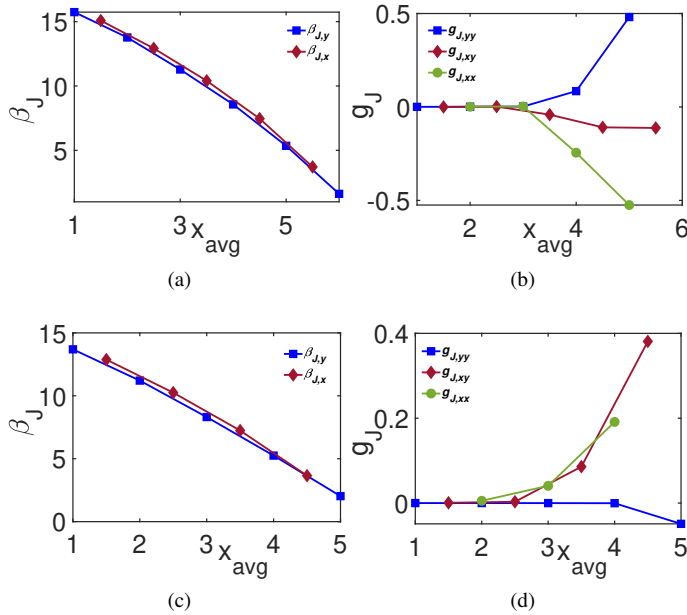 15
10
5
β_J
β_J,y
β_J,x
1
3
5
x_avg
(a)
0.5
0
-0.5
g_J
g_J,yy
g_J,xy
g_J,xx
2
4
6
x_avg
(b)
15
10
5
0
β_J
β_J,y
β_J,x
1
2
3
4
5
x_avg
(c)
0.4
0.2
0
g_J
g_J,yy
g_J,xy
g_J,xx
1
2
3
4
5
x_avg
(d)